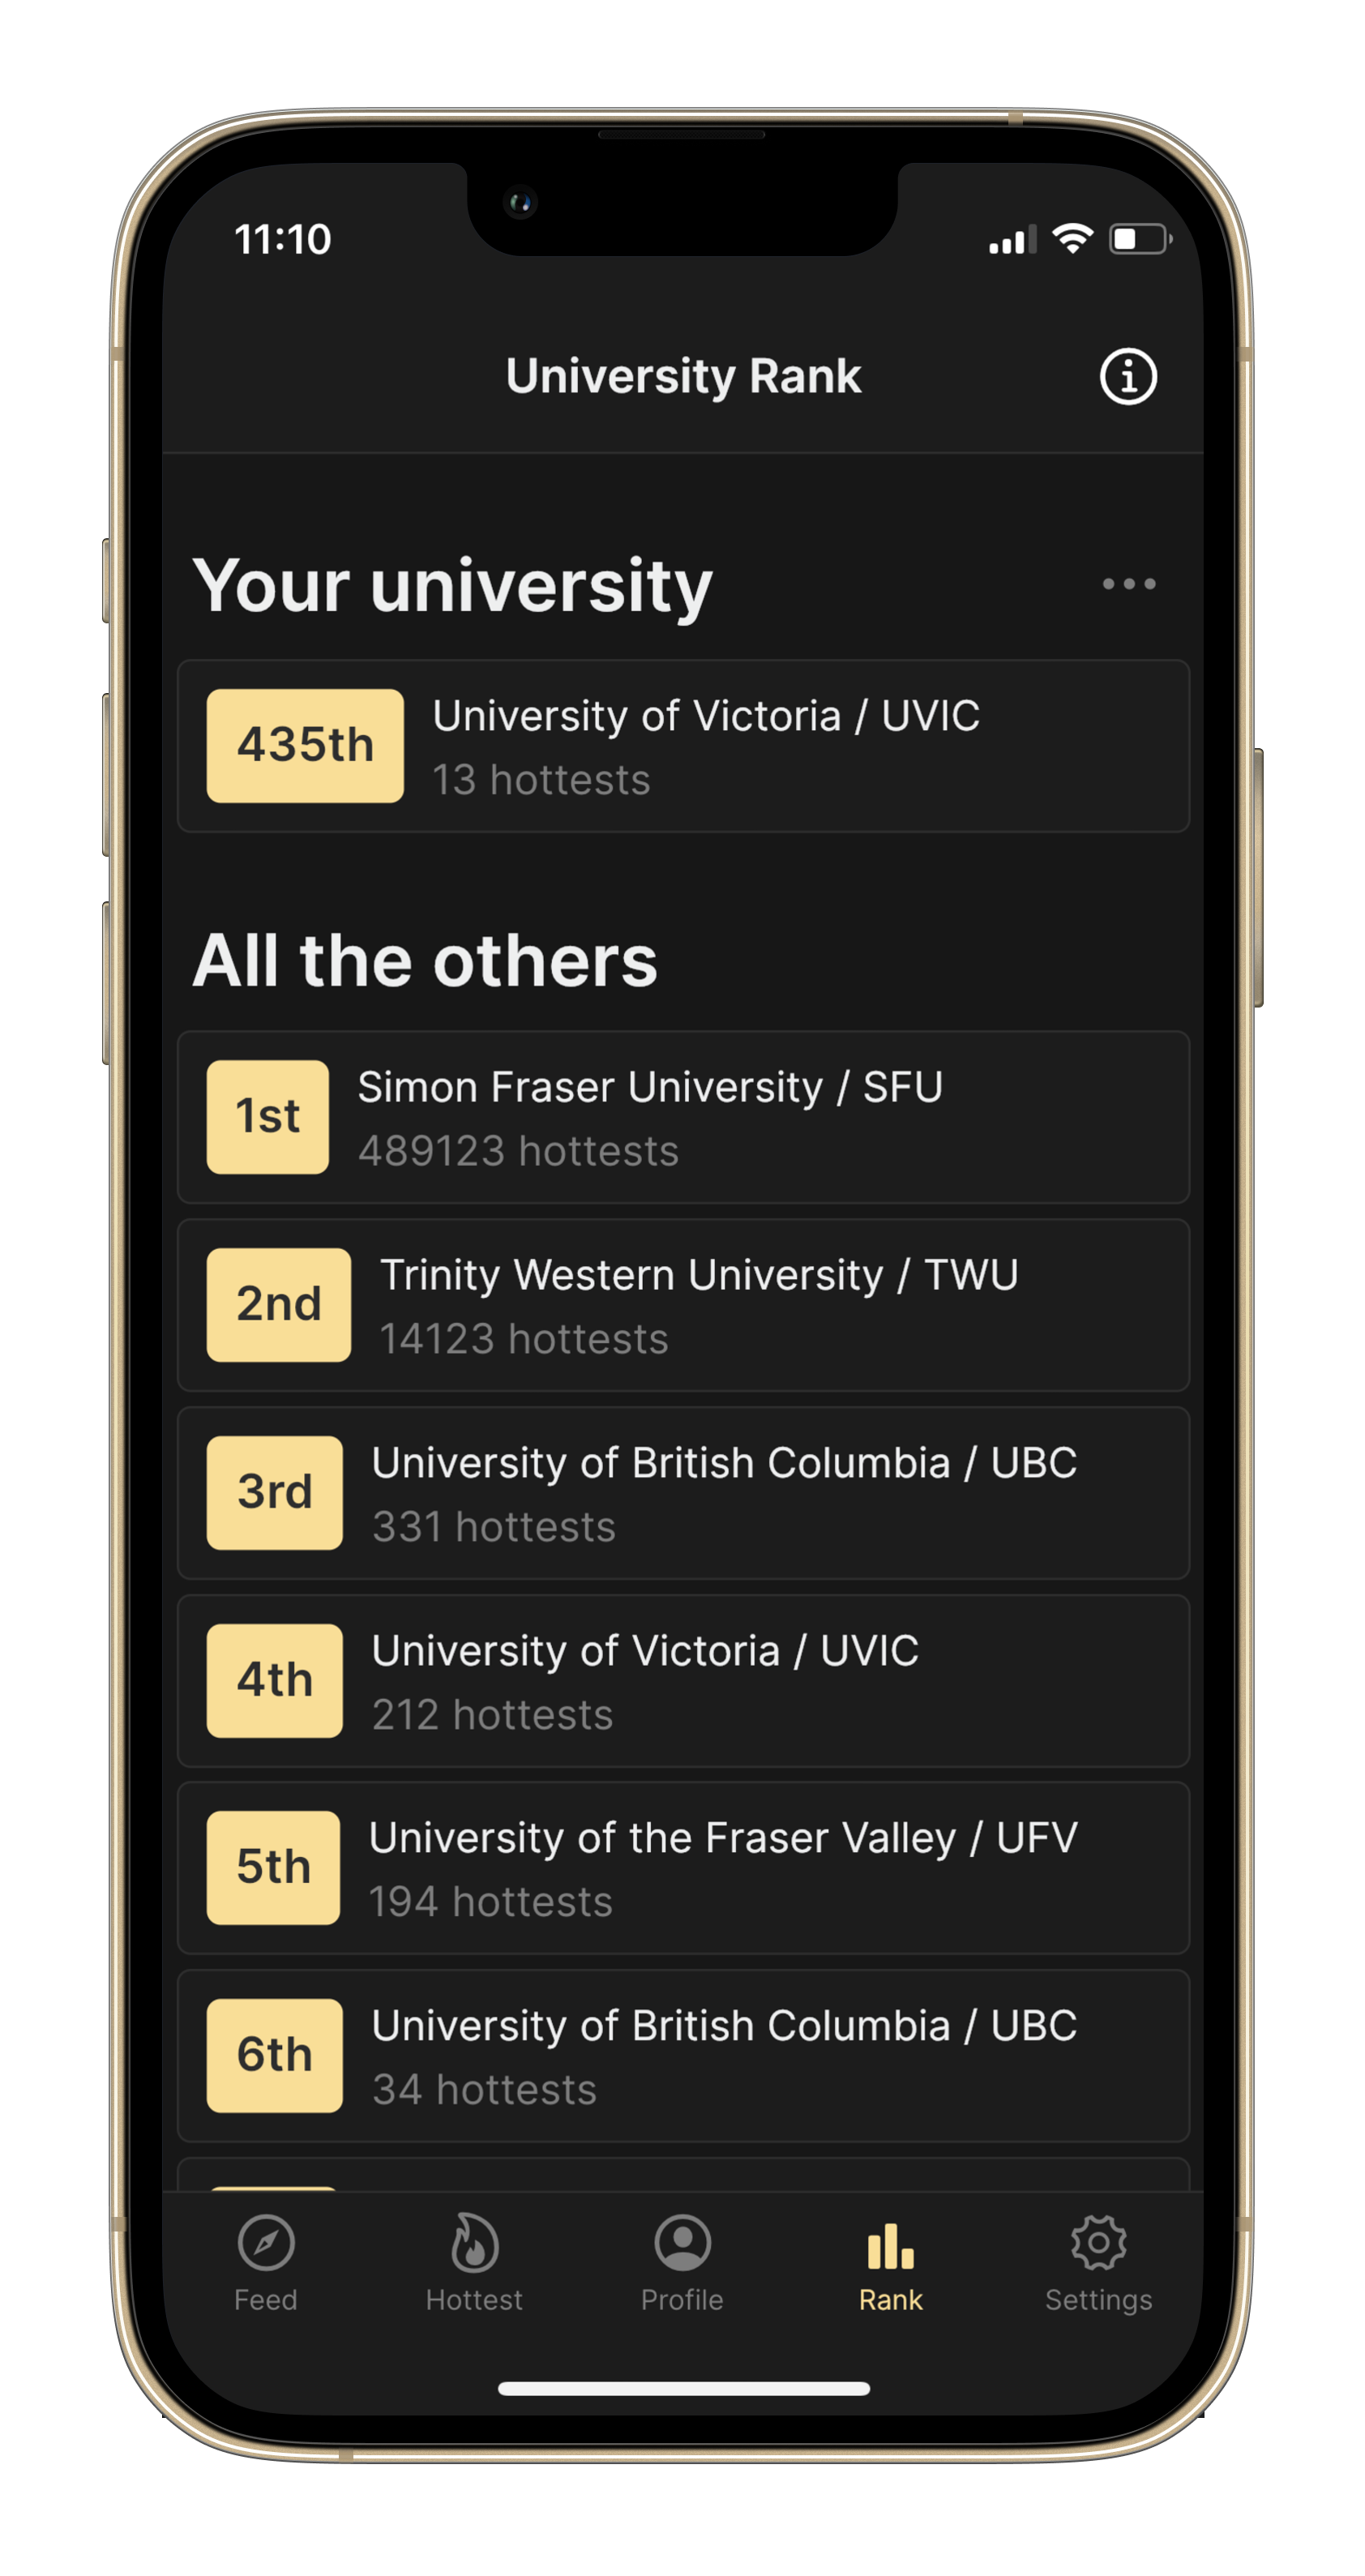 11:10
University Rank
Your university
435th
University of Victoria / UVIC
13 hottests
All the others
1st
Simon Fraser University / SFU
489123 hottests
2nd
Trinity Western University / TWU
14123 hottests
3rd
University of British Columbia / UBC
331 hottests
4th
University of Victoria / UVIC
212 hottests
5th
University of the Fraser Valley / UFV
194 hottests
6th
University of British Columbia / UBC
34 hottests
Feed
Hottest
Profile
Rank
Settings